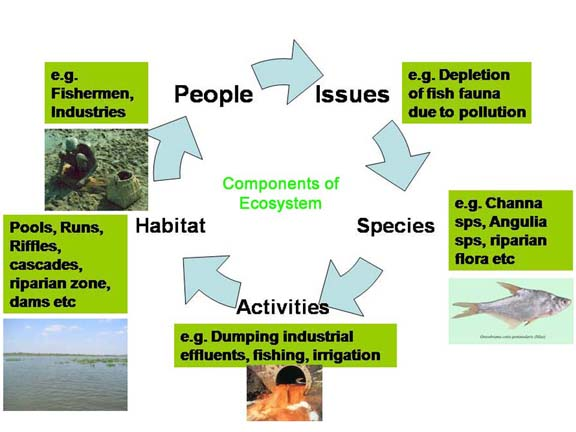 e.g.
Fishermen,
Industries
People
Issues
e.g. Depletion
of fish fauna
due to pollution
Components of
Ecosystem
Habitat
Species
Pools, Runs,
Riffles,
cascades,
riparian zone,
dams etc
e.g. Channa
sps, Angulia
sps, riparian
flora etc
Activities
e.g. Dumping industrial
effluents, fishing, irrigation